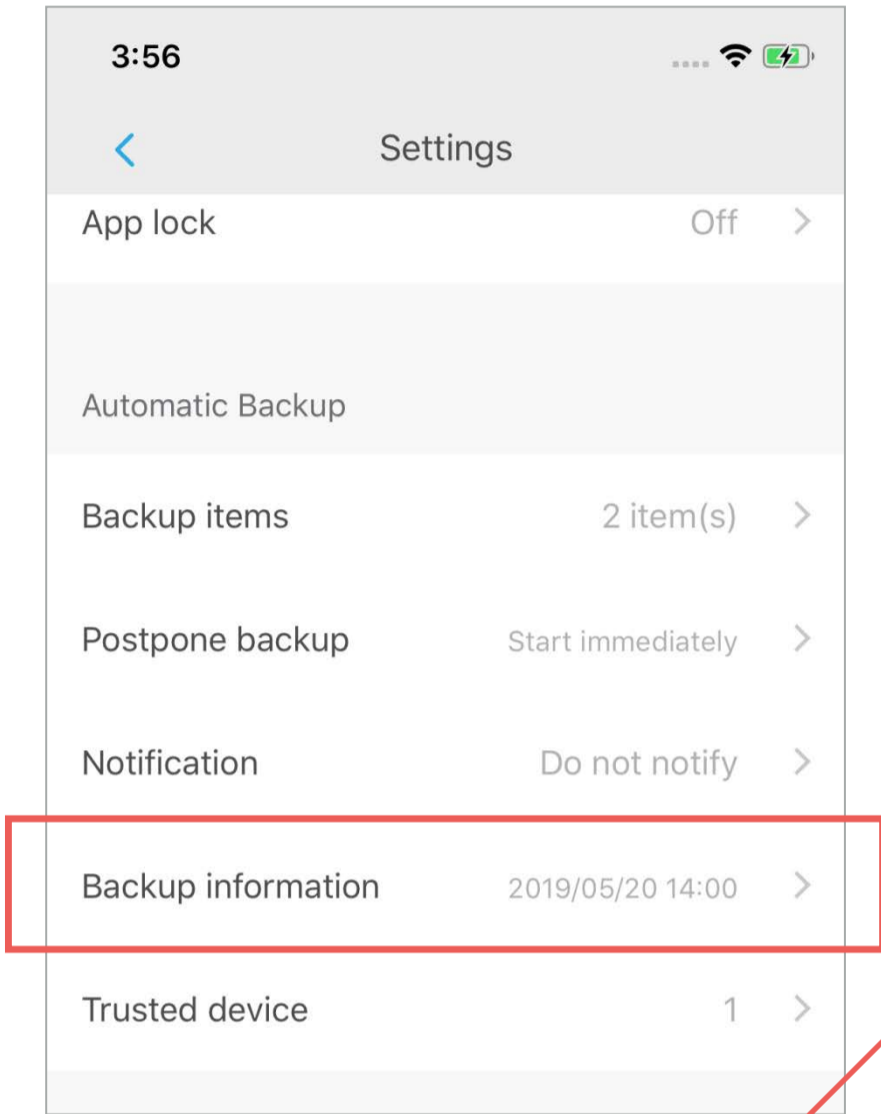 3:56
Settings
App lock Off
Automatic Backup
Backup items 2 item(s)
Postpone backup Start immediately
Notification Do not notify
Backup information 2019/05/20 14:00
Trusted device 1